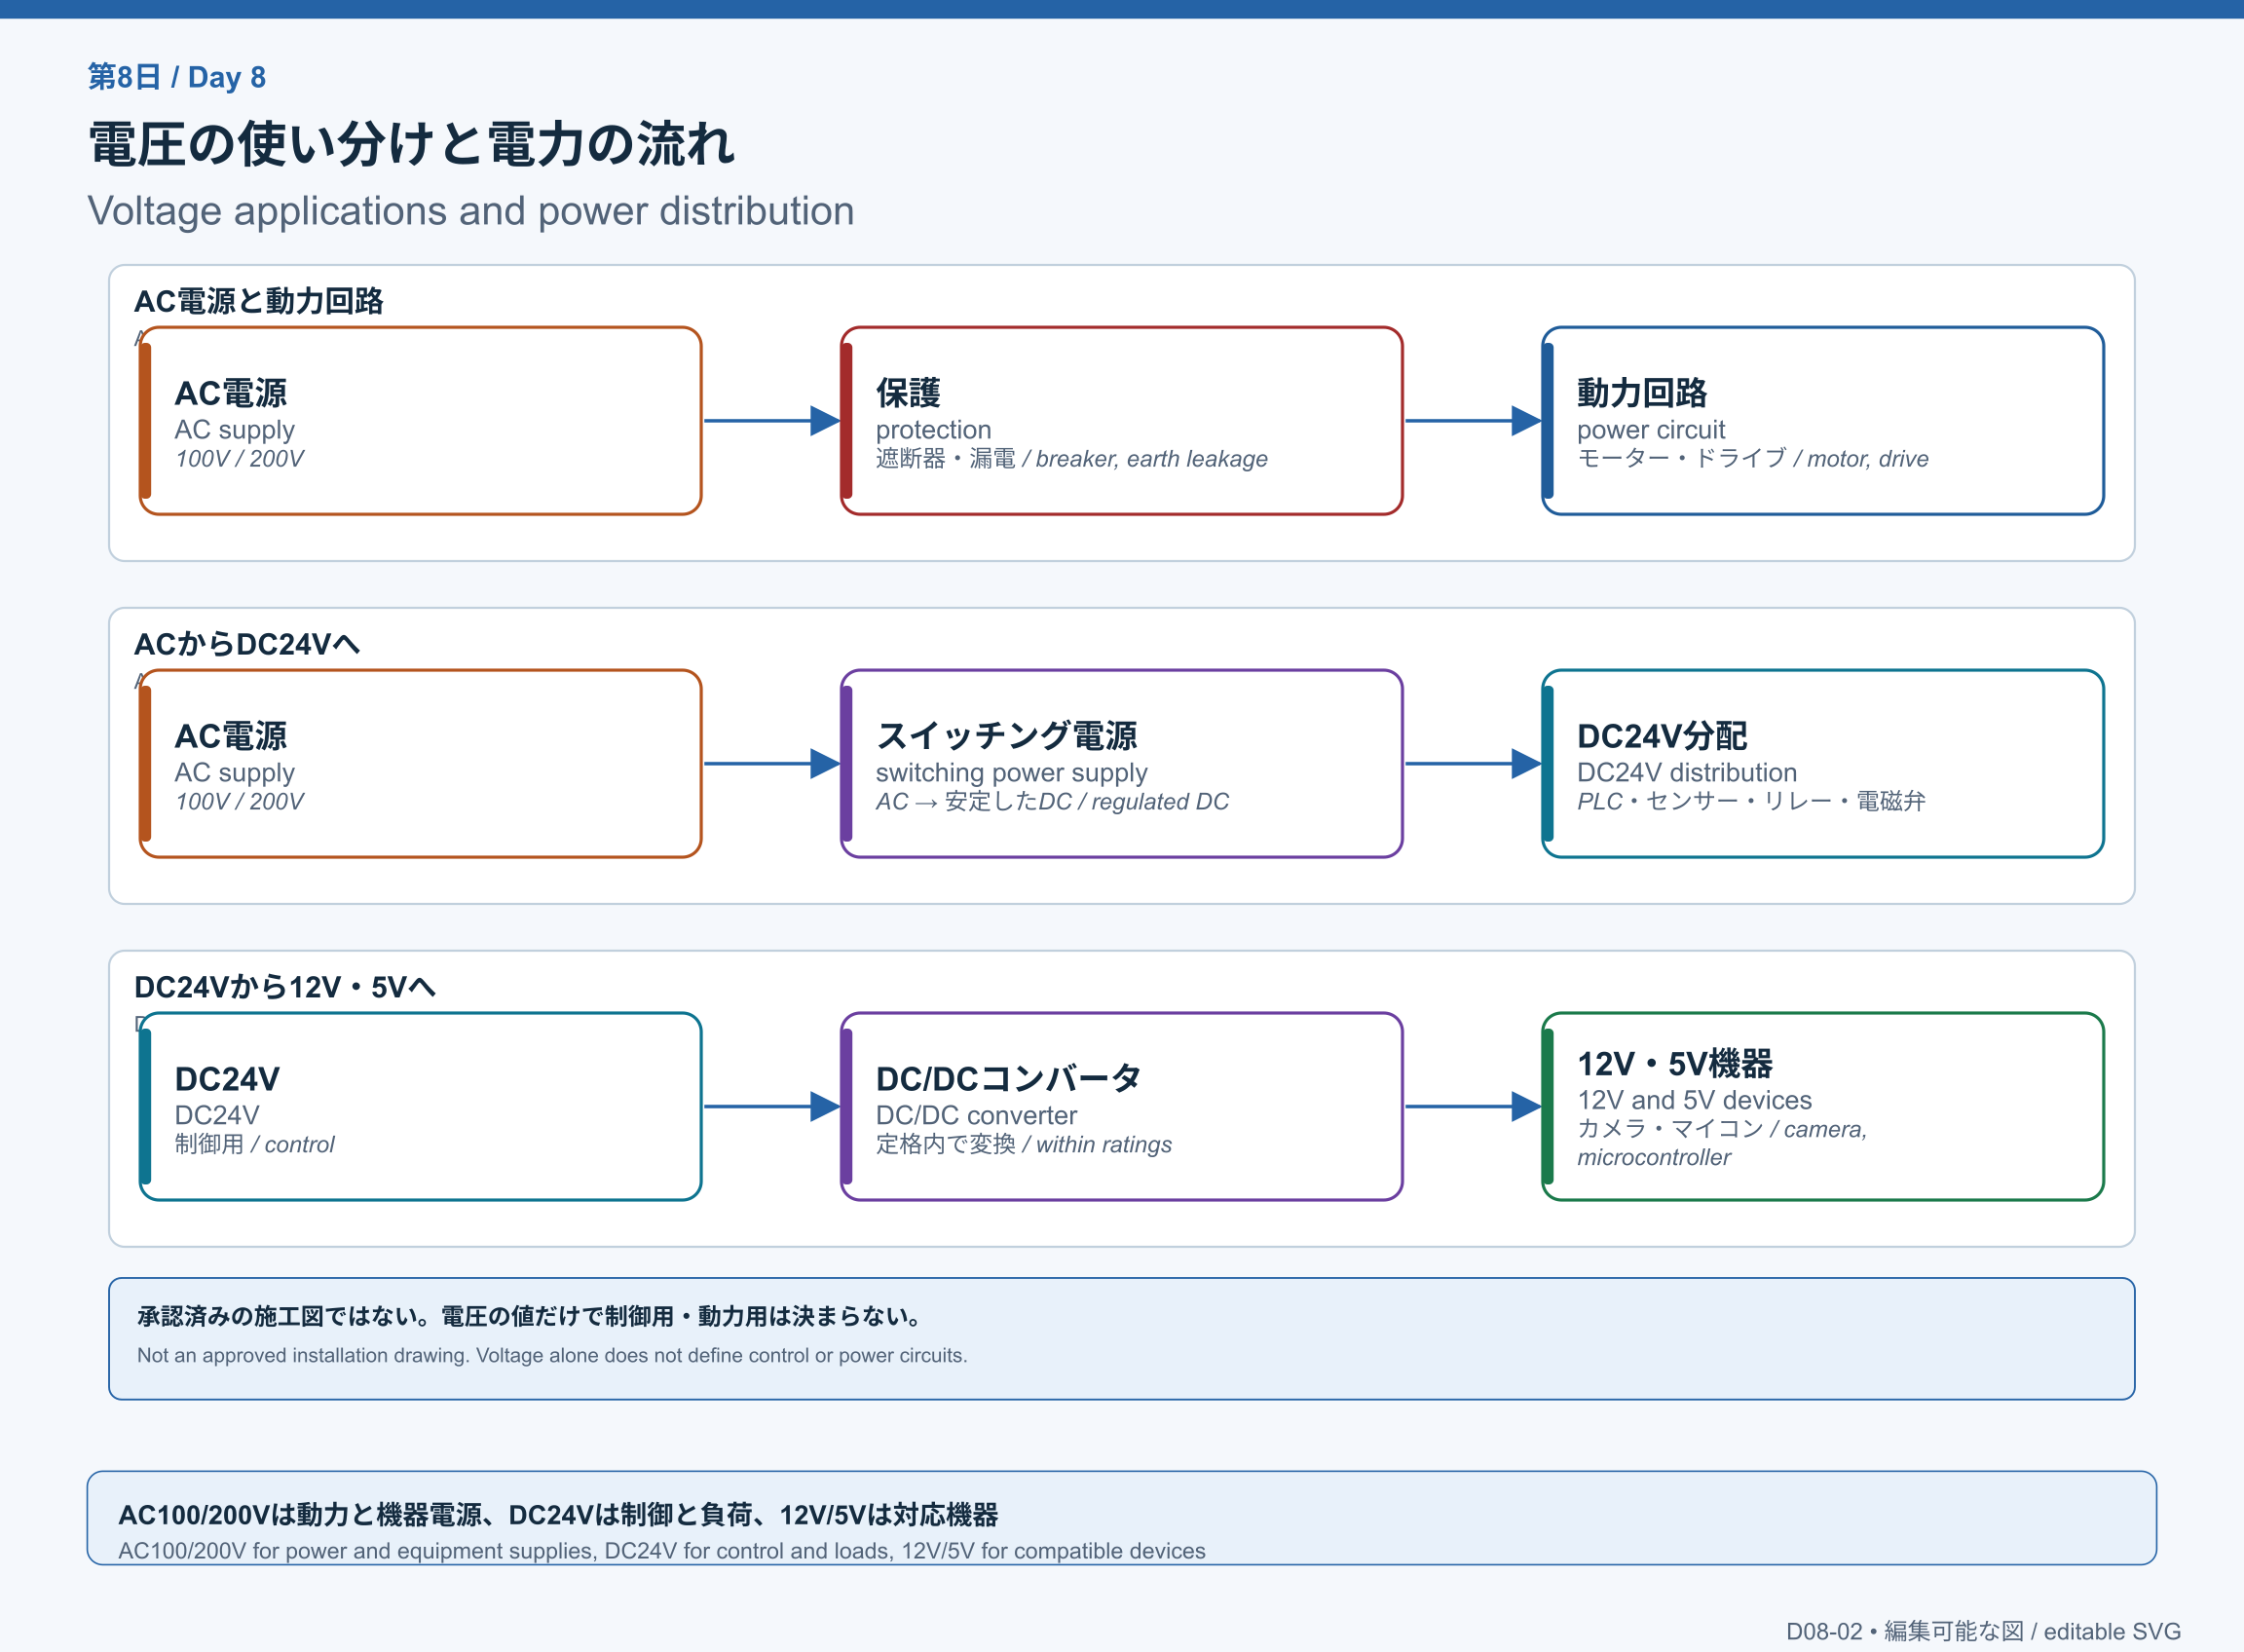 第8日 / Day 8
電圧の使い分けと電力の流れ
Voltage applications and power distribution
AC電源と動力回路
AC電源
AC supply
100V / 200V
保護
protection
遮断器・漏電 / breaker, earth leakage
動力回路
power circuit
モーター・ドライブ / motor, drive
ACからDC24Vへ
AC電源
AC supply
100V / 200V
スイッチング電源
switching power supply
AC → 安定したDC / regulated DC
DC24V分配
DC24V distribution
PLC・センサー・リレー・電磁弁
DC24Vから12V・5Vへ
DC24V
DC24V
制御用 / control
DC/DCコンバータ
DC/DC converter
定格内で変換 / within ratings
12V・5V機器
12V and 5V devices
カメラ・マイコン / camera,
microcontroller
承認済みの施工図ではない。電圧の値だけで制御用・動力用は決まらない。
Not an approved installation drawing. Voltage alone does not define control or power circuits.
AC100/200Vは動力と機器電源、DC24Vは制御と負荷、12V/5Vは対応機器
AC100/200V for power and equipment supplies, DC24V for control and loads, 12V/5V for compatible devices
D08-02 • 編集可能な図 / editable SVG